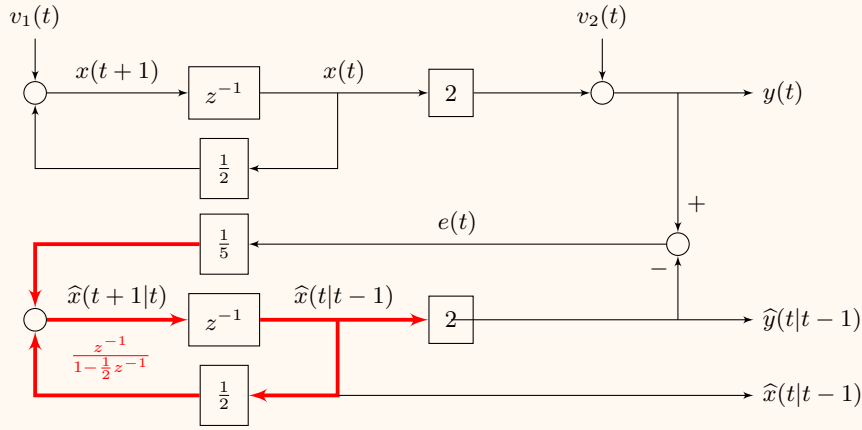 v₁(t) v₂(t)
x(t+1) z⁻¹ x(t) 2 y(t)
1/2
+
1/5 e(t)
−
x̂(t+1|t) z⁻¹ x̂(t|t−1) 2 ŷ(t|t−1)
z⁻¹/(1−½z⁻¹)
1/2 x̂(t|t−1)